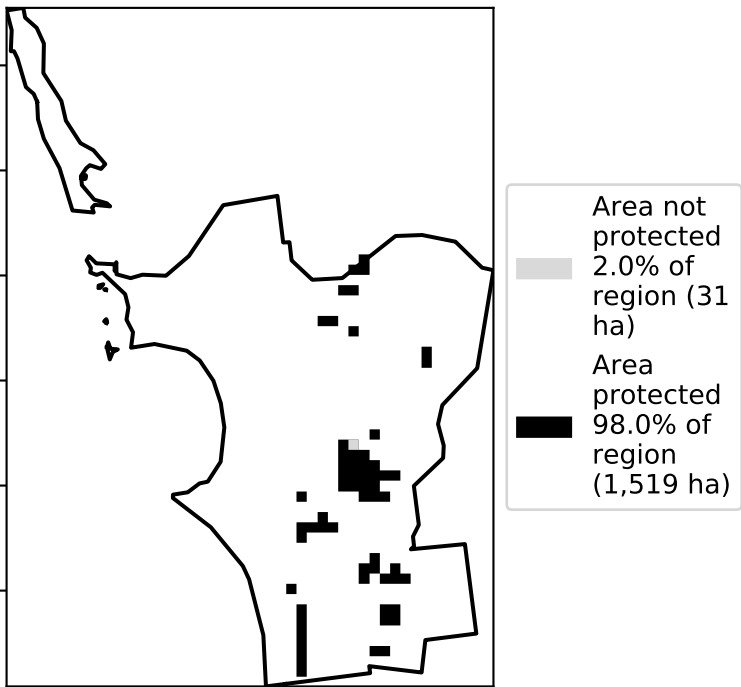 Area not
protected
2.0% of
region (31
ha)
Area
protected
98.0% of
region
(1,519 ha)